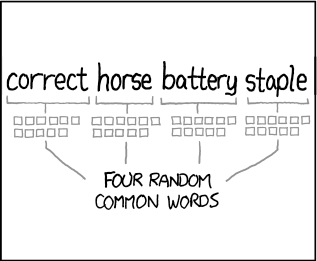 correct horse battery staple
FOUR RANDOM
COMMON WORDS